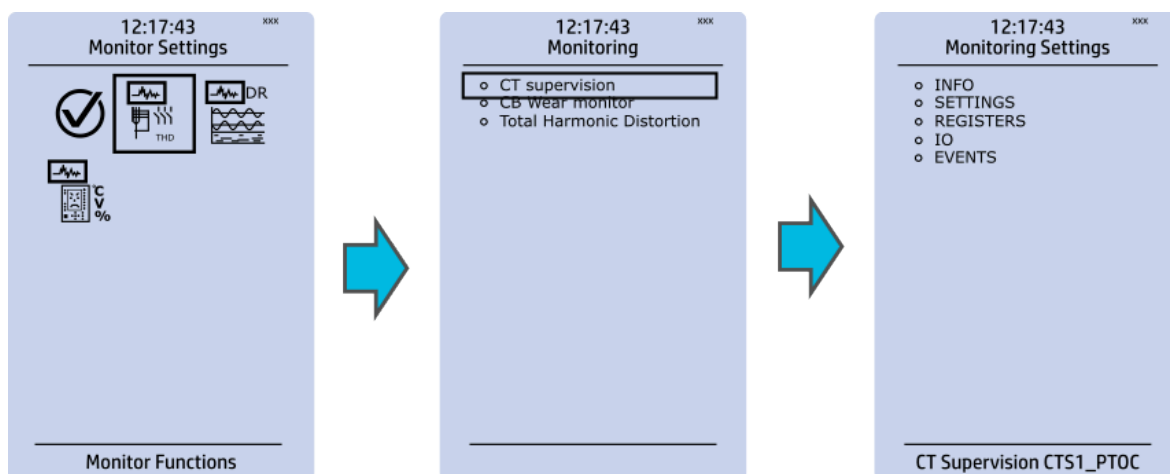 12:17:43 xxx
Monitor Settings
DR
THD
℃
V
%
Monitor Functions
12:17:43 xxx
Monitoring
CT supervision
CB Wear monitor
Total Harmonic Distortion
12:17:43 xxx
Monitoring Settings
INFO
SETTINGS
REGISTERS
IO
EVENTS
CT Supervision CTS1_PTOC